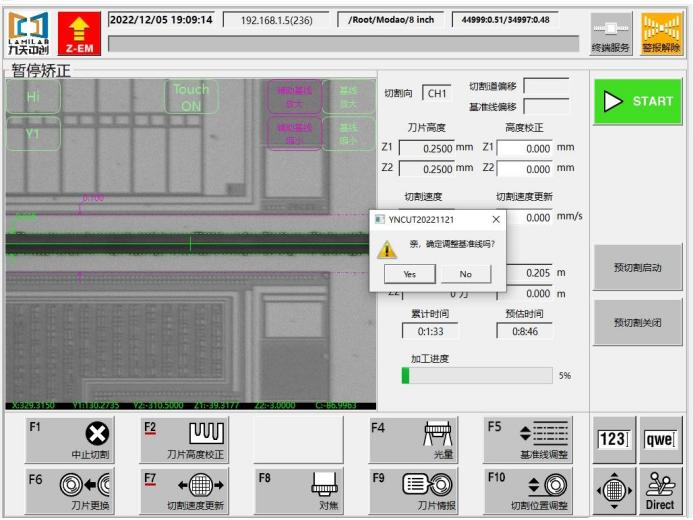 LAMILAB
九天中创
Z-EM
2022/12/05 19:09:14
192.168.1.5(236)
/Root/Modao/8 inch
44999:0.51/34997:0.48
终端服务
警报解除
暂停矫正
Hi
Touch
ON
辅助基线
放大
基线
放大
Y1
辅助基线
缩小
基线
缩小
0.100
X:329.3150 Y1:130.2735 Y2:-310.5000 Z1:-39.3177 Z2:-3.0000 C:-86.9963
切割向 CH1
切割道偏移
基准线偏移
刀片高度
高度校正
Z1 0.2500 mm Z1 0.000 mm
Z2 0.2500 mm Z2 0.000 mm
切割速度
切割速度更新
0.000 mm/s
YNCUT20221121
亲，确定调整基准线吗?
Yes
No
0.205 m
Z2 0 刀 0.000 m
累计时间
预估时间
0:1:33
0:8:46
加工进度
5%
START
预切割启动
预切割关闭
F1
中止切割
F2
刀片高度校正
F4
光量
F5
基准线调整
123
qwe
F6
刀片更换
F7
切割速度更新
F8
对焦
F9
刀片情报
F10
切割位置调整
Direct